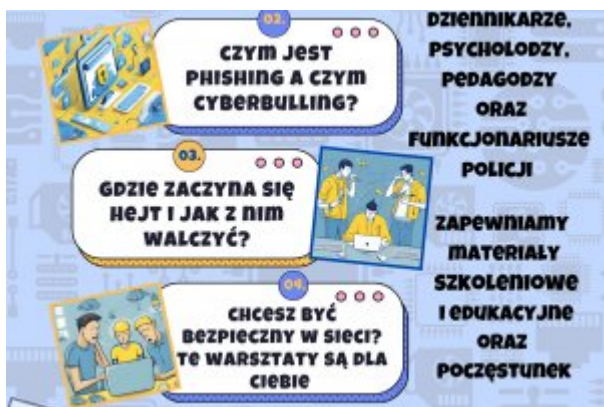 02.
CZYM JEST
PHISHING A CZYM
CYBERBULLING?
03.
GDZIE ZACZYNA SIĘ
HEJT I JAK Z NIM
WALCZYĆ?
04.
CHCESZ BYĆ
BEZPIECZNY W SIECI?
TE WARSZTATY SĄ DLA
CIEBIE
DZIENNIKARZE,
PSYCHOLODZY,
PEDAGODZY
ORAZ
FUNKCJONARIUSZE
POLICJI
ZAPEWNIAMY
MATERIAŁY
SZKOLENIOWE
I EDUKACYJNE
ORAZ
POCZĘSTUNEK